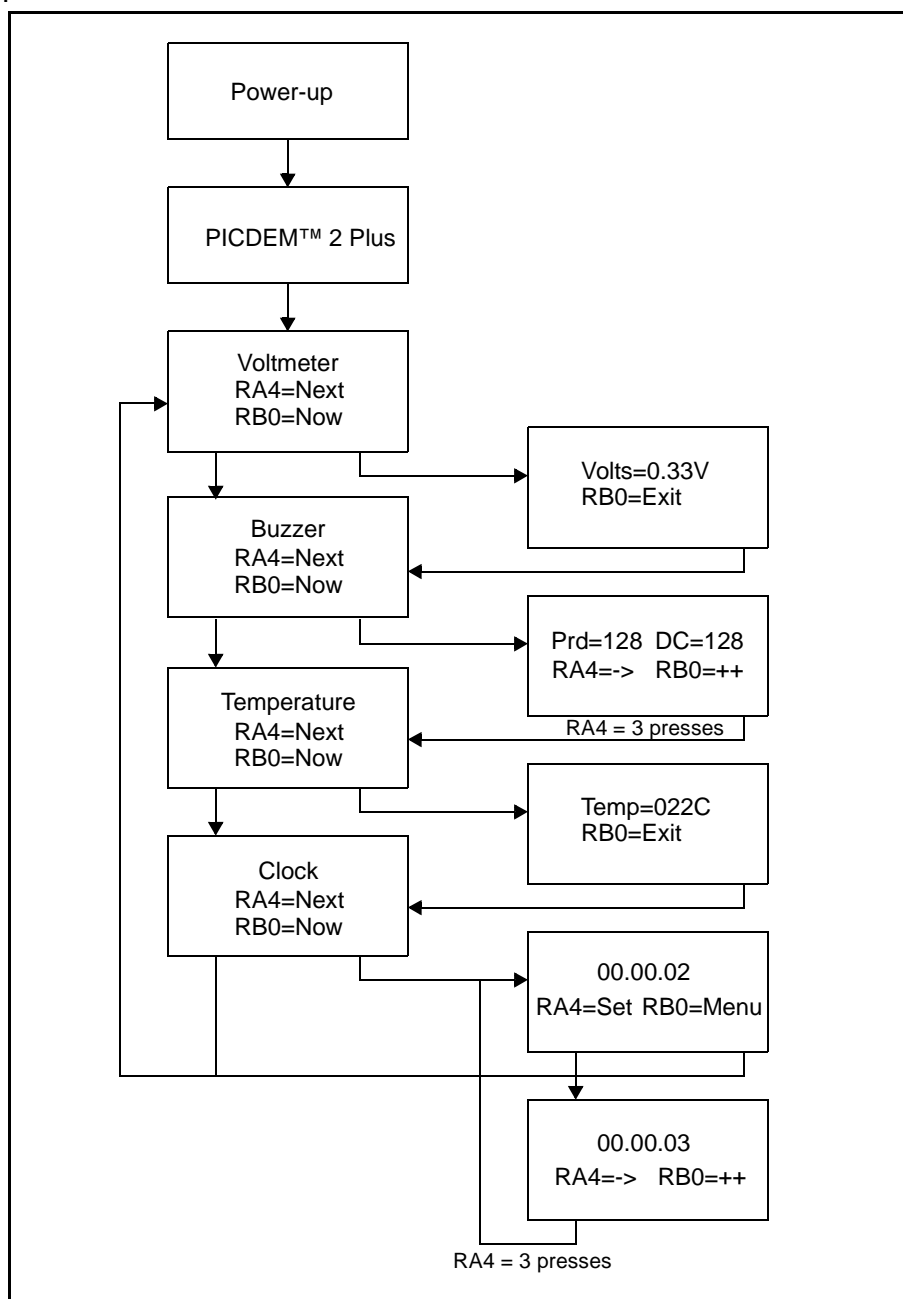 Power-up
PICDEM™ 2 Plus
Voltmeter
RA4=Next
RB0=Now
Volts=0.33V
RB0=Exit
Buzzer
RA4=Next
RB0=Now
Prd=128 DC=128
RA4=-> RB0=++
RA4 = 3 presses
Temperature
RA4=Next
RB0=Now
Temp=022C
RB0=Exit
Clock
RA4=Next
RB0=Now
00.00.02
RA4=Set RB0=Menu
00.00.03
RA4=-> RB0=++
RA4 = 3 presses